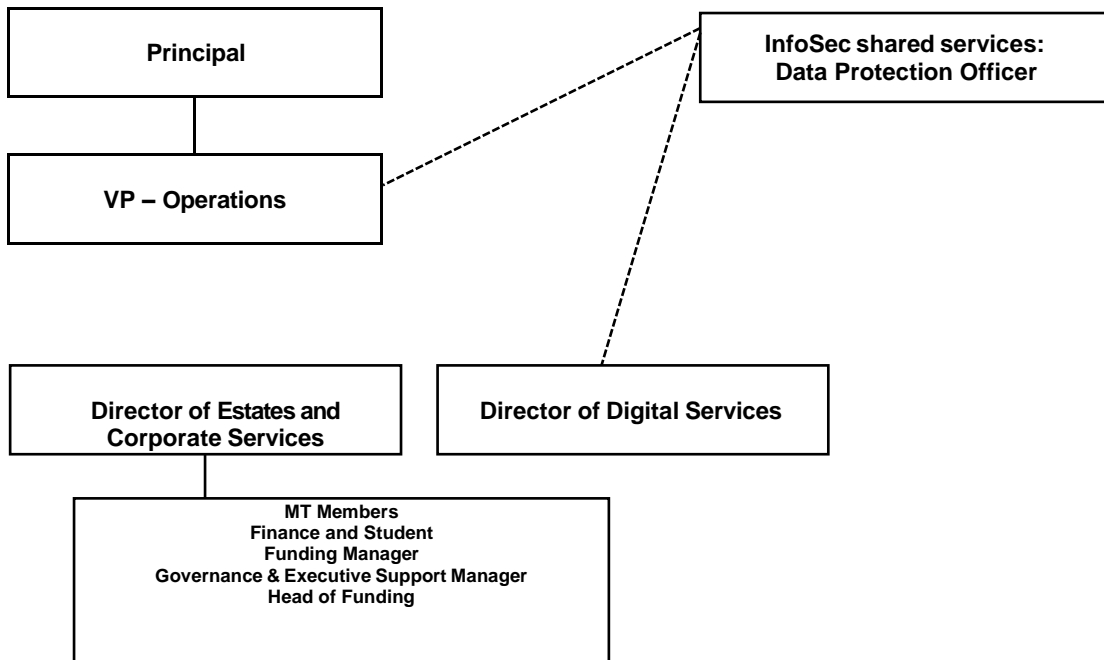 Principal
InfoSec shared services:
Data Protection Officer
VP – Operations
Director of Estates and
Corporate Services
Director of Digital Services
MT Members
Finance and Student
Funding Manager
Governance & Executive Support Manager
Head of Funding